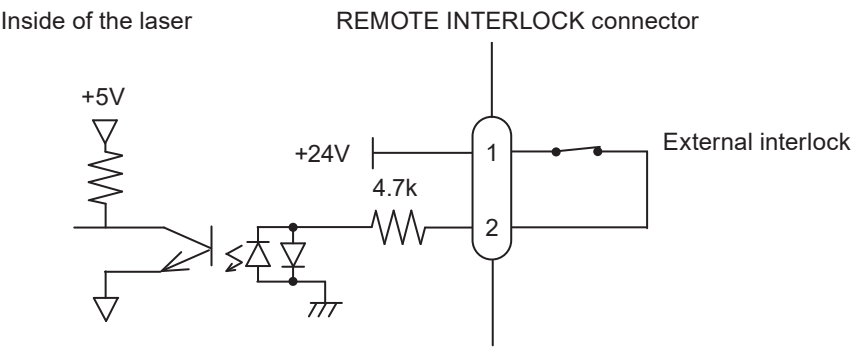 Inside of the laser
REMOTE INTERLOCK connector
+5V
+24V
1
External interlock
4.7k
2